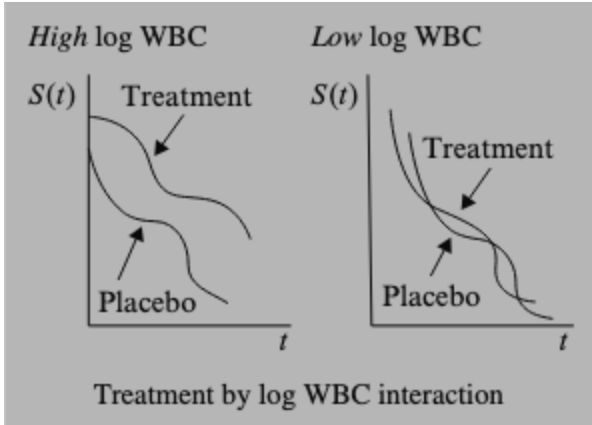 High log WBC
Low log WBC
S(t)
Treatment
Placebo
t
S(t)
Treatment
Placebo
t
Treatment by log WBC interaction